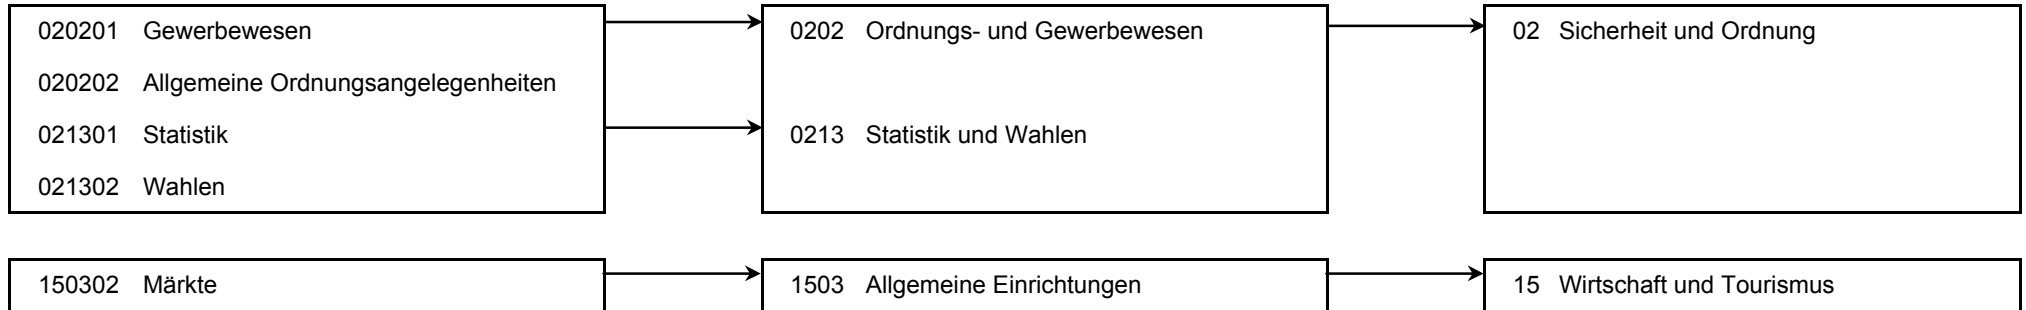 020201 Gewerbewesen 0202 Ordnungs- und Gewerbewesen 02 Sicherheit und Ordnung
020202 Allgemeine Ordnungsangelegenheiten
021301 Statistik 0213 Statistik und Wahlen
021302 Wahlen
150302 Märkte 1503 Allgemeine Einrichtungen 15 Wirtschaft und Tourismus